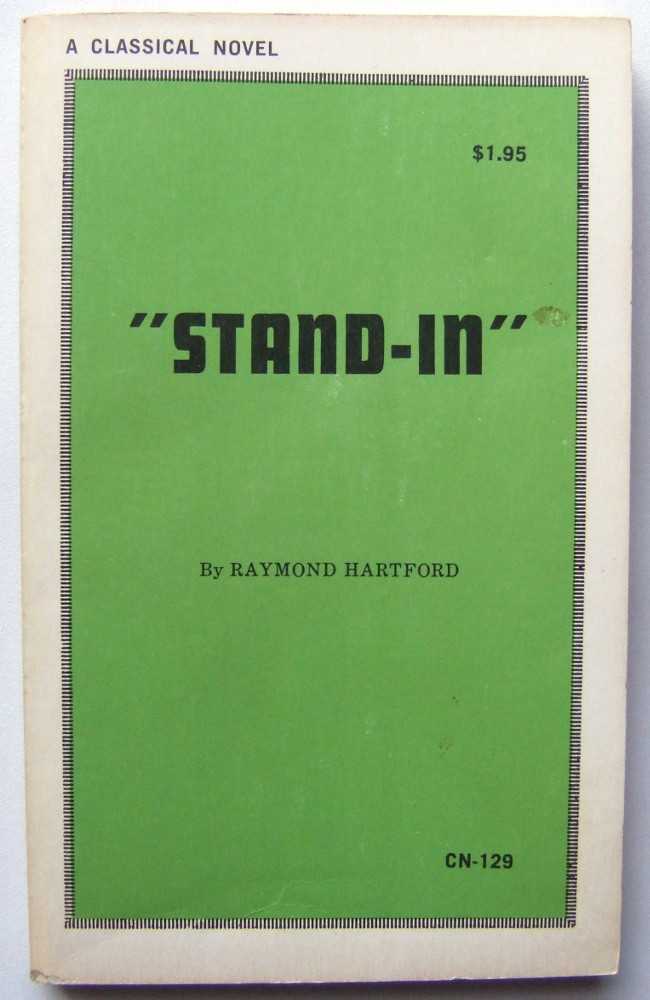 A CLASSICAL NOVEL
$1.95
"STAND-IN"
By RAYMOND HARTFORD
CN-129